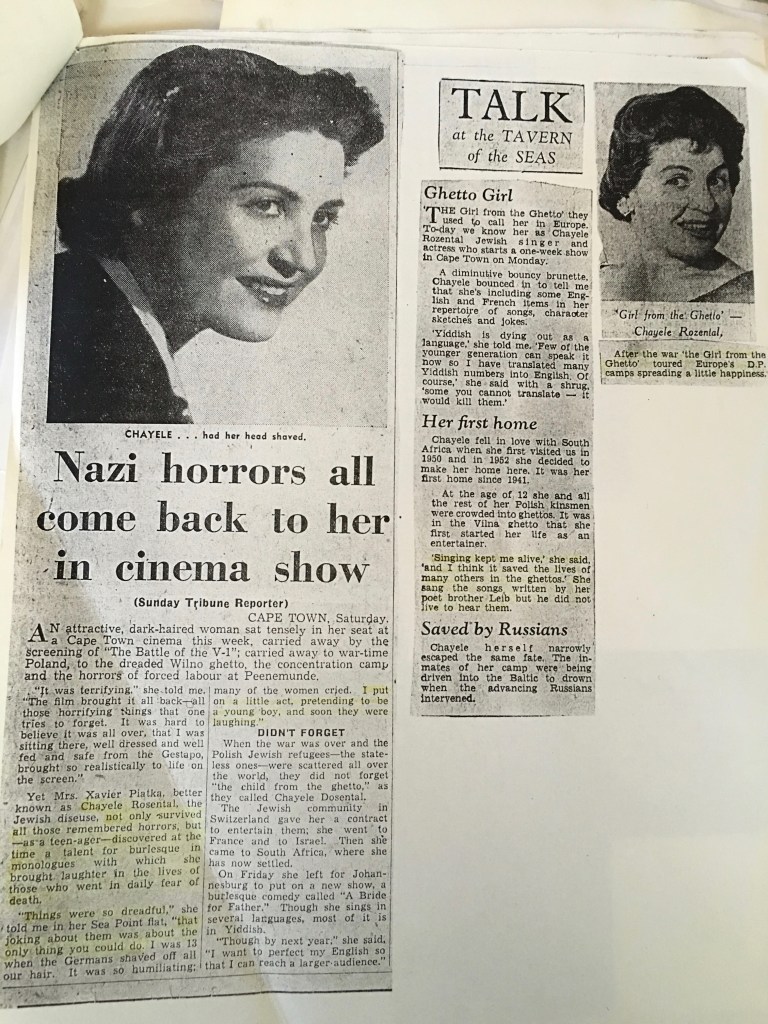 CHAYELE . . . had her head shaved.
Nazi horrors all
come back to her
in cinema show
(Sunday Tribune Reporter)
CAPE TOWN, Saturday.
AN attractive, dark-haired woman sat tensely in her seat at
a Cape Town cinema this week, carried away by the
screening of "The Battle of the V-1"; carried away to war-time
Poland, to the dreaded Wilno ghetto, the concentration camp
and the horrors of forced labour at Peenemunde.
"It was terrifying," she told me.
"The film brought it all back—all
those horrifying things that one
tries to forget. It was hard to
believe it was all over, that I was
sitting there, well dressed and well
fed and safe from the Gestapo,
brought so realistically to life on
the screen."
Yet Mrs. Xavier Piatka, better
known as Chayele Rosental, the
Jewish diseuse, not only survived
all those remembered horrors, but
—as a teen-ager—discovered at the
time a talent for burlesque in
monologues with which she
brought laughter in the lives of
those who went in daily fear of
death.
"Things were so dreadful," she
told me in her Sea Point flat, "that
joking about them was about the
only thing you could do. I was 13
when the Germans shaved off all
our hair. It was so humiliating;
many of the women cried. I put
on a little act, pretending to be
a young boy, and soon they were
laughing."
DIDN'T FORGET
When the war was over and the
Polish Jewish refugees—the state-
less ones—were scattered all over
the world, they did not forget
"the child from the ghetto," as
they called Chayele Dosental.
The Jewish community in
Switzerland gave her a contract
to entertain them; she went to
France and to Israel. Then she
came to South Africa, where she
has now settled.
On Friday she left for Johan-
nesburg to put on a new show, a
burlesque comedy called "A Bride
for Father." Though she sings in
several languages, most of it is
in Yiddish.
"Though by next year," she said,
"I want to perfect my English so
that I can reach a larger audience."
TALK
at the TAVERN
of the SEAS
Ghetto Girl
'THE Girl from the Ghetto' they
used to call her in Europe.
To-day we know her as Chayele
Rozental Jewish singer and
actress who starts a one-week show
in Cape Town on Monday.
A diminutive bouncy brunette,
Chayele bounced in to tell me
that she's including some Eng-
lish and French items in her
repertoire of songs, character
sketches and jokes.
'Yiddish is dying out as a
language,' she told me. 'Few of the
younger generation can speak it
now so I have translated many
Yiddish numbers into English. Of
course,' she said with a shrug,
'some you cannot translate — it
would kill them.'
Her first home
Chayele fell in love with South
Africa when she first visited us in
1950 and in 1952 she decided to
make her home here. It was her
first home since 1941.
At the age of 12 she and all
the rest of her Polish kinsmen
were crowded into ghettos. It was
in the Vilna ghetto that she
first started her life as an
entertainer.
'Singing kept me alive,' she said,
'and I think it saved the lives of
many others in the ghettos.' She
sang the songs written by her
poet brother Leib but he did not
live to hear them.
Saved by Russians
Chayele herself narrowly
escaped the same fate. The in-
mates of her camp were being
driven into the Baltic to drown
when the advancing Russians
intervened.
'Girl from the Ghetto' —
Chayele Rozental.
After the war 'the Girl from the
Ghetto' toured Europe's D.P.
camps spreading a little happiness.